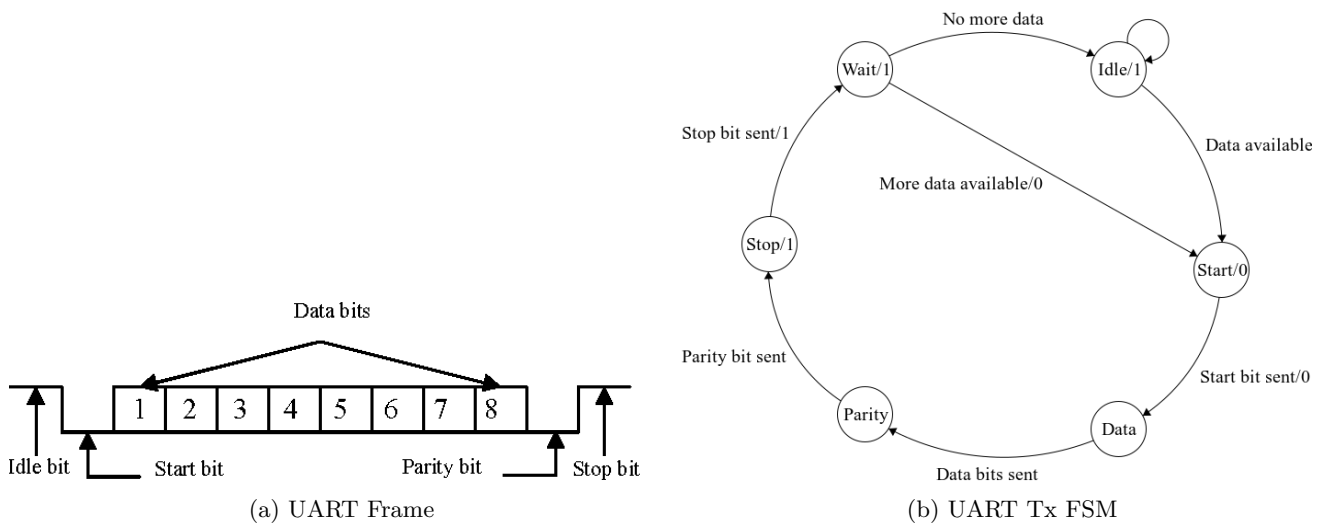 Data bits
1 2 3 4 5 6 7 8
Idle bit
Start bit
Parity bit
Stop bit
(a) UART Frame
No more data
Wait/1
Idle/1
Stop bit sent/1
Data available
More data available/0
Stop/1
Start/0
Parity bit sent
Start bit sent/0
Parity
Data
Data bits sent
(b) UART Tx FSM